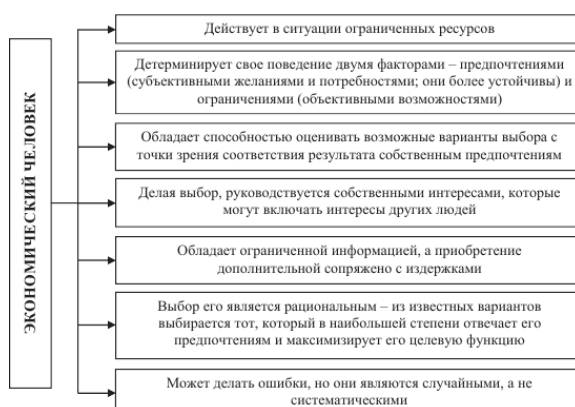 ЭКОНОМИЧЕСКИЙ ЧЕЛОВЕК
Действует в ситуации ограниченных ресурсов
Детерминирует свое поведение двумя факторами – предпочтениями
(субъективными желаниями и потребностями; они более устойчивы) и
ограничениями (объективными возможностями)
Обладает способностью оценивать возможные варианты выбора с
точки зрения соответствия результата собственным предпочтениям
Делая выбор, руководствуется собственными интересами, которые
могут включать интересы других людей
Обладает ограниченной информацией, а приобретение
дополнительной сопряжено с издержками
Выбор его является рациональным – из известных вариантов
выбирается тот, который в наибольшей степени отвечает его
предпочтениям и максимизирует его целевую функцию
Может делать ошибки, но они являются случайными, а не
систематическими